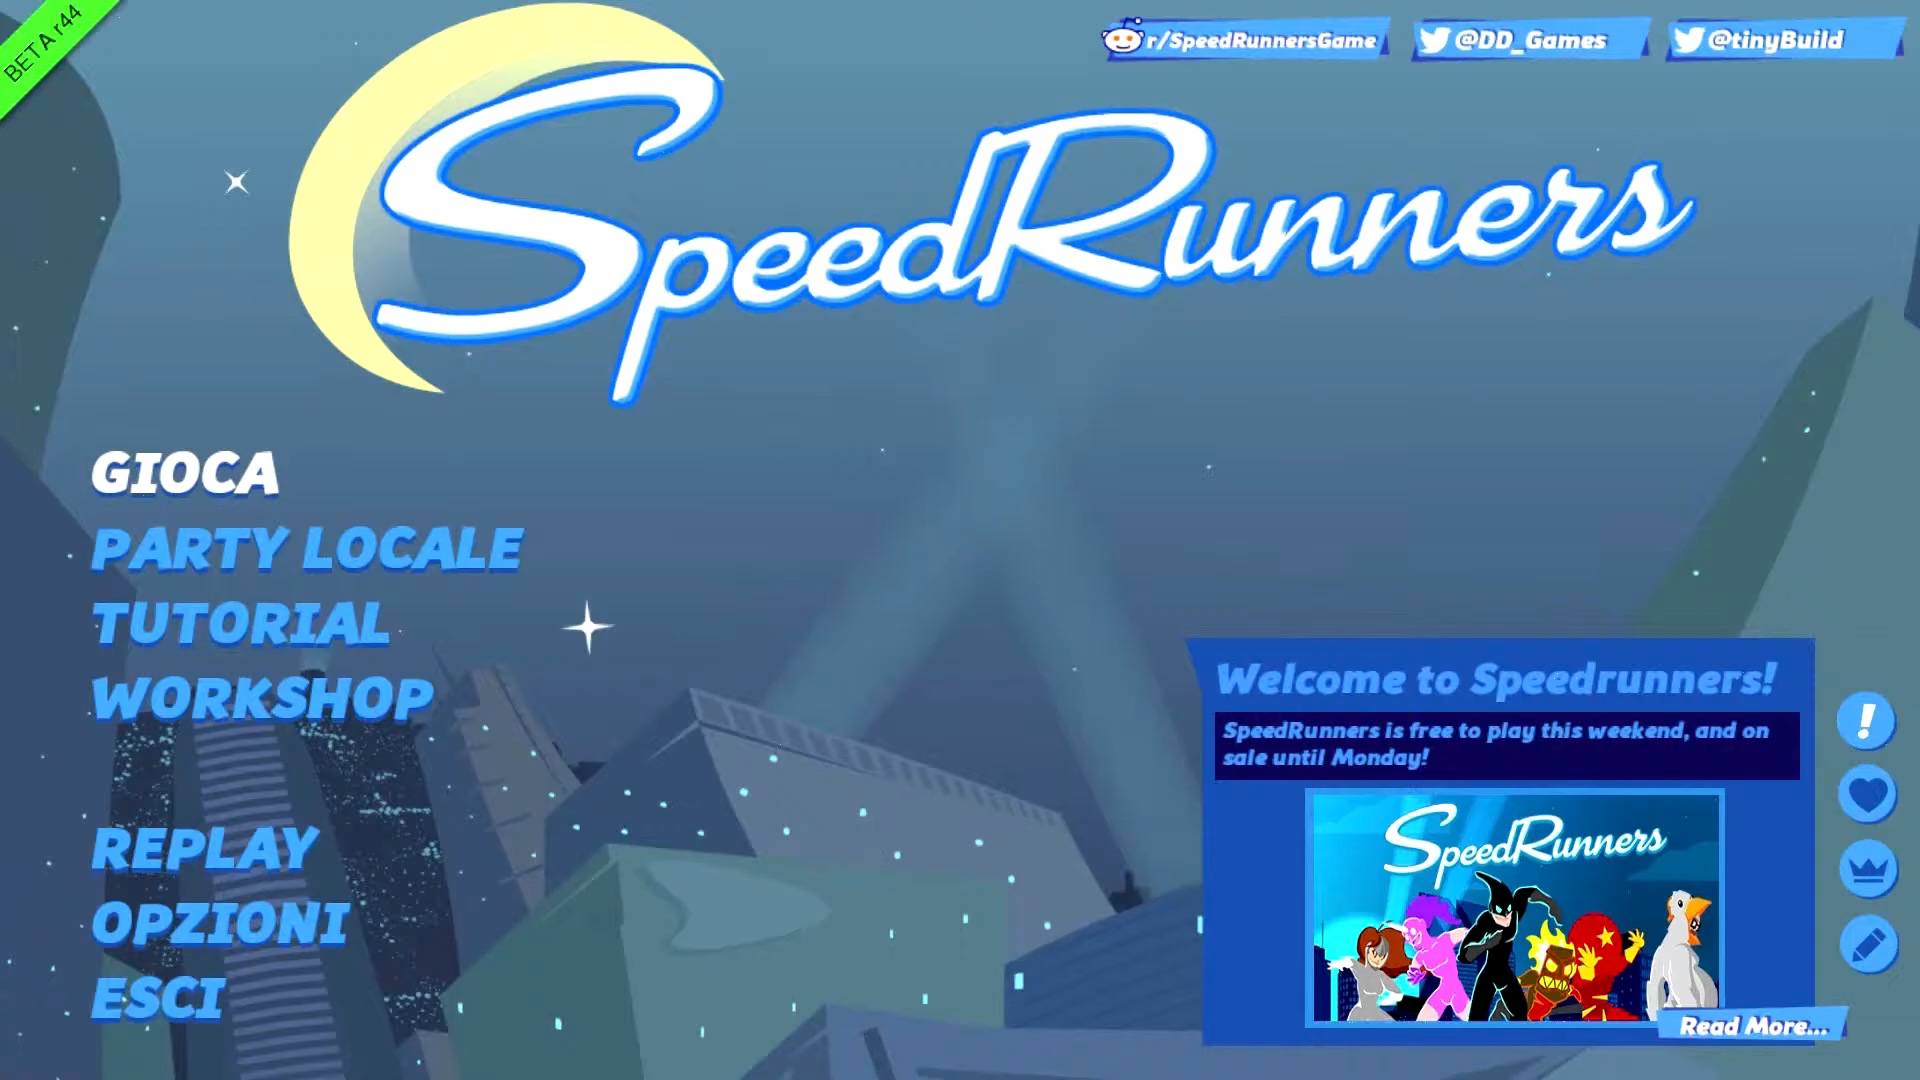 BETA r44
r/SpeedRunnersGame
@DD_Games
@tinyBuild
SpeedRunners
GIOCA
PARTY LOCALE
TUTORIAL
WORKSHOP
REPLAY
OPZIONI
ESCI
Welcome to Speedrunners!
SpeedRunners is free to play this weekend, and on
sale until Monday!
SpeedRunners
Read More...